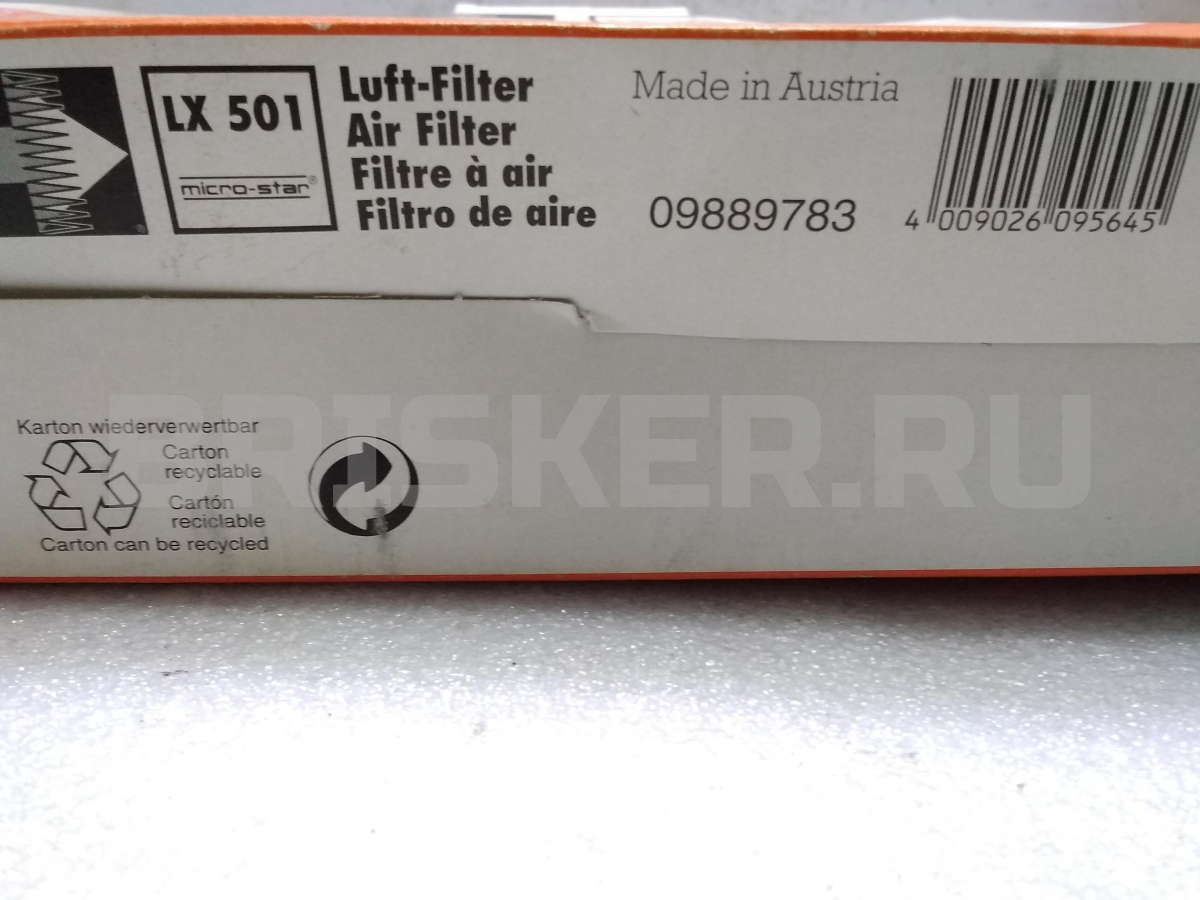 LX 501
micro-star®
Luft-Filter
Air Filter
Filtre à air
Filtro de aire
Made in Austria
09889783
4 009026 095645
BRISKER.RU
Karton wiederverwertbar
Carton
recyclable
Cartón
reciclable
Carton can be recycled